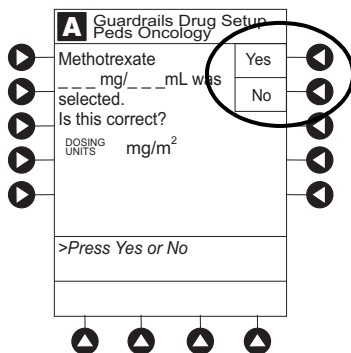 A Guardrails Drug Setup
Peds Oncology
Methotrexate
_ _ _ mg/_ _ _mL was
selected.
Is this correct?
Yes
No
DOSING
UNITS mg/m²
>Press Yes or No